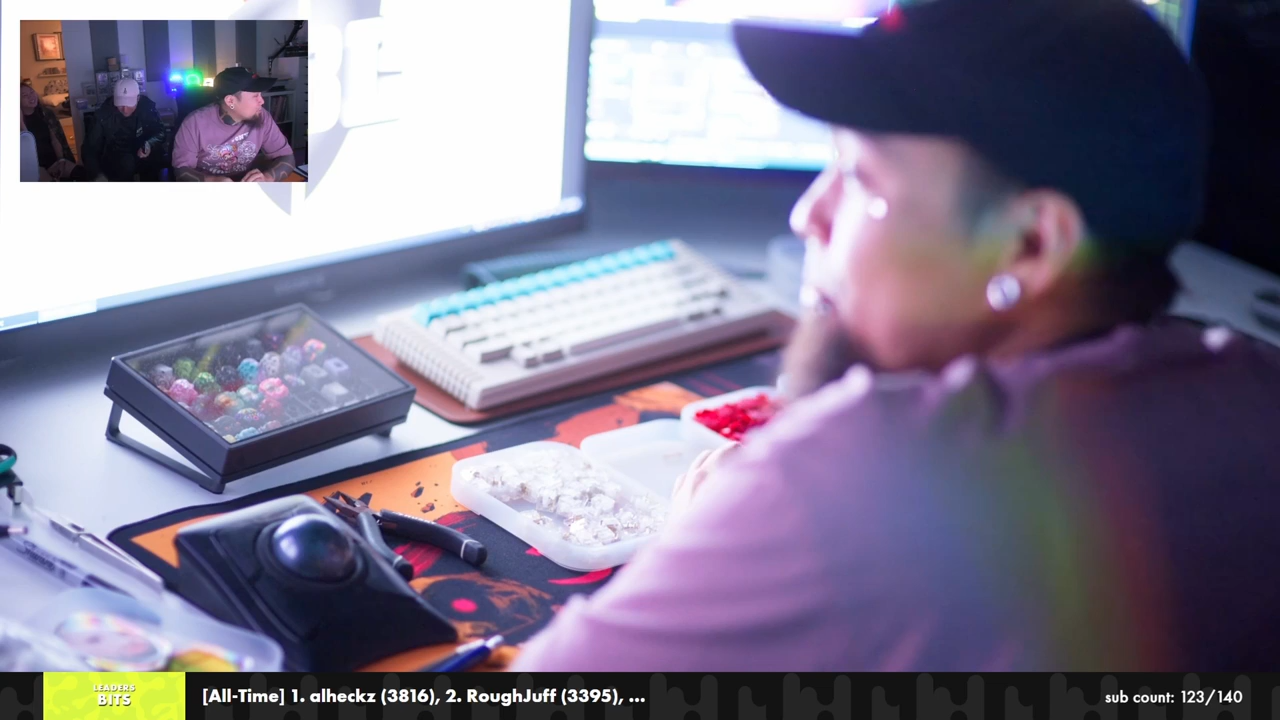 LEADERS
BITS
[All-Time] 1. alheckz (3816), 2. RoughJuff (3395), ...
sub count: 123/140